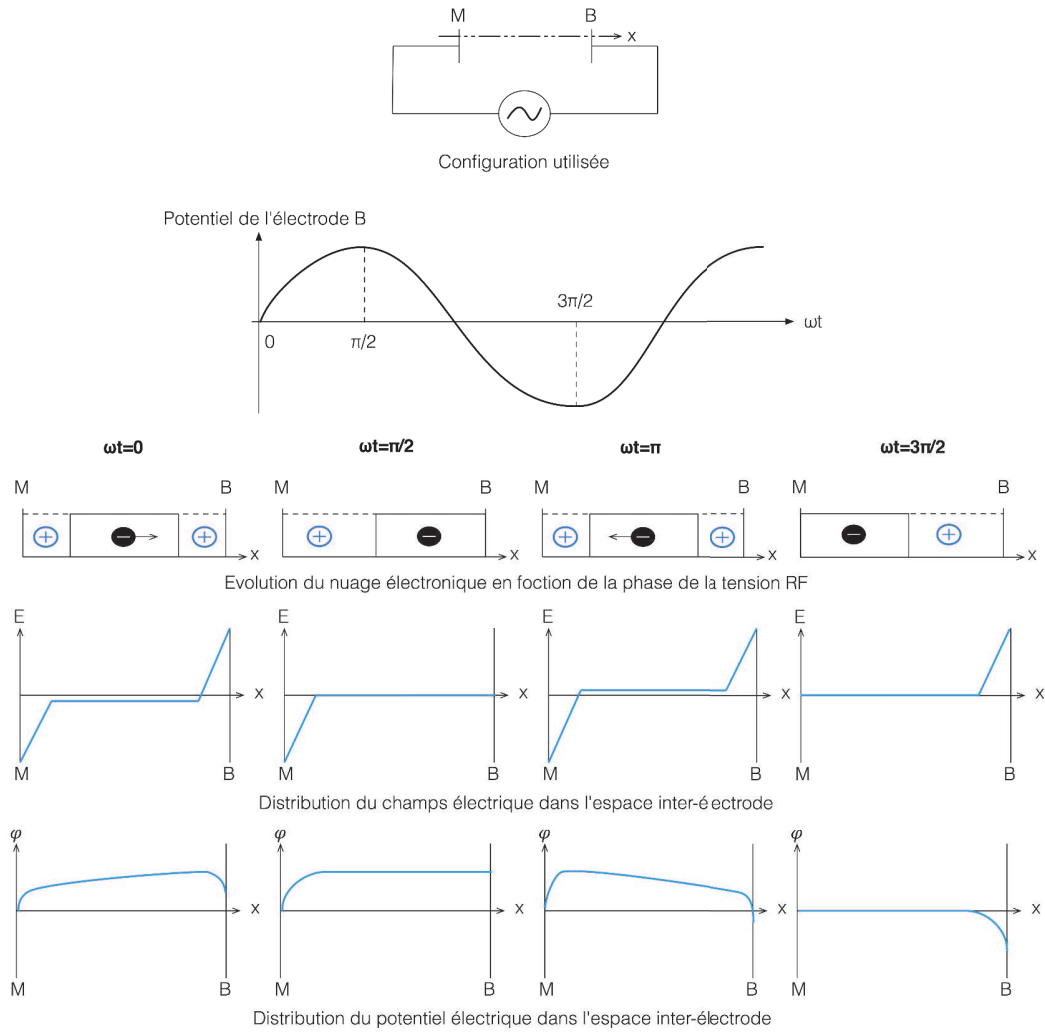 M B
x
Configuration utilisée
Potentiel de l'électrode B
3π/2
ωt
0 π/2
ωt=0 ωt=π/2 ωt=π ωt=3π/2
M B M B M B M B
+ − + + − + − + − +
x x x x
Evolution du nuage électronique en foction de la phase de la tension RF
E E E E
x x x x
M B M B M B M B
Distribution du champs électrique dans l'espace inter-éectrode
φ φ φ φ
x x x x
M B M B M B M B
Distribution du potentiel électrique dans l'espace inter-électrode